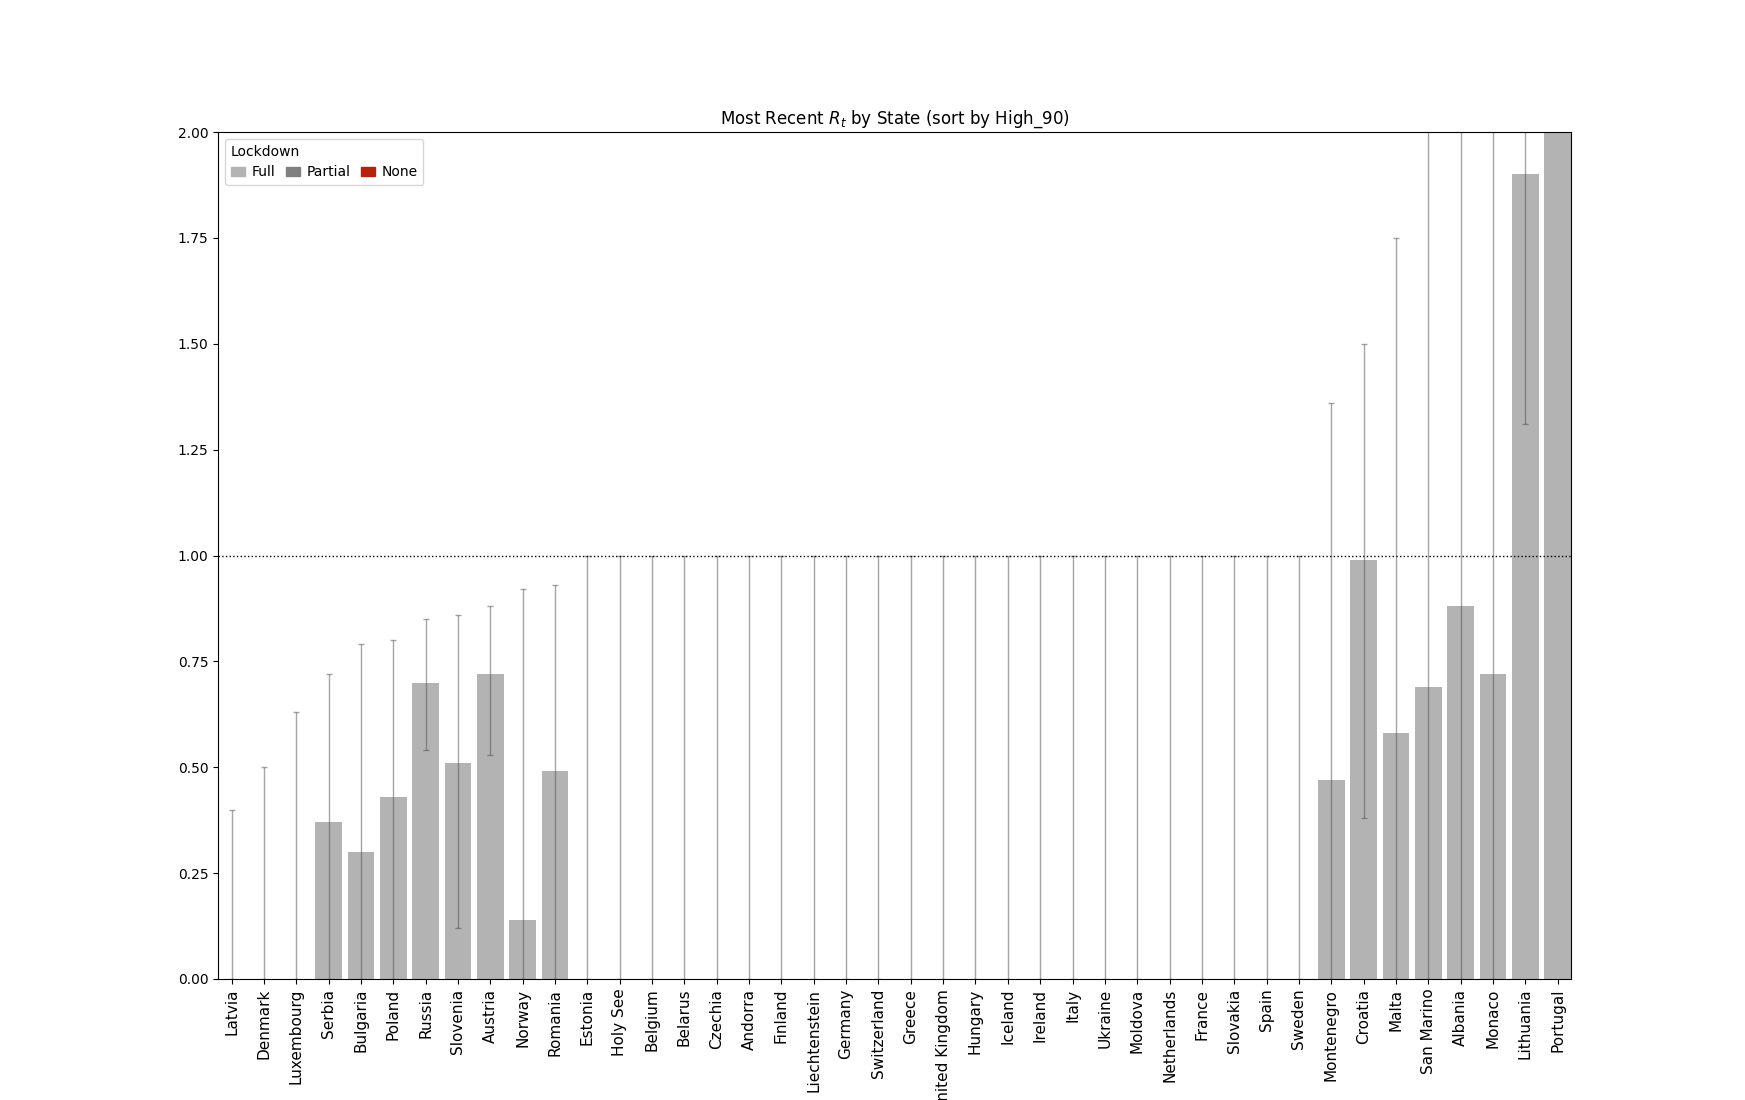 Most Recent Rt by State (sort by High_90)
Lockdown
Full Partial None
2.00
1.75
1.50
1.25
1.00
0.75
0.50
0.25
0.00
Latvia
Denmark
Luxembourg
Serbia
Bulgaria
Poland
Russia
Slovenia
Austria
Norway
Romania
Estonia
Holy See
Belgium
Belarus
Czechia
Andorra
Finland
Liechtenstein
Germany
Switzerland
Greece
nited Kingdom
Hungary
Iceland
Ireland
Italy
Ukraine
Moldova
Netherlands
France
Slovakia
Spain
Sweden
Montenegro
Croatia
Malta
San Marino
Albania
Monaco
Lithuania
Portugal